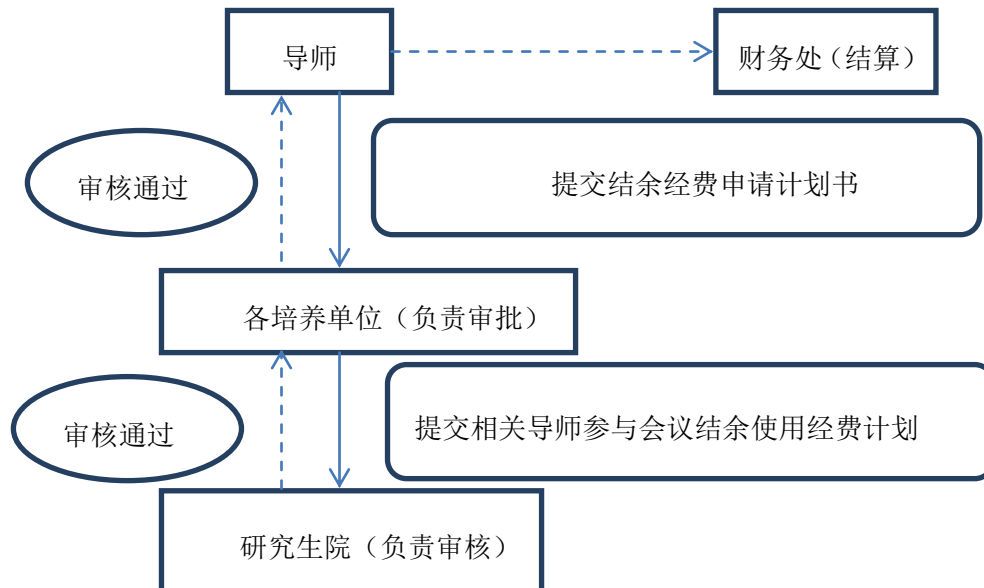 导师
财务处（结算）
审核通过
提交结余经费申请计划书
各培养单位（负责审批）
审核通过
提交相关导师参与会议结余使用经费计划
研究生院（负责审核）